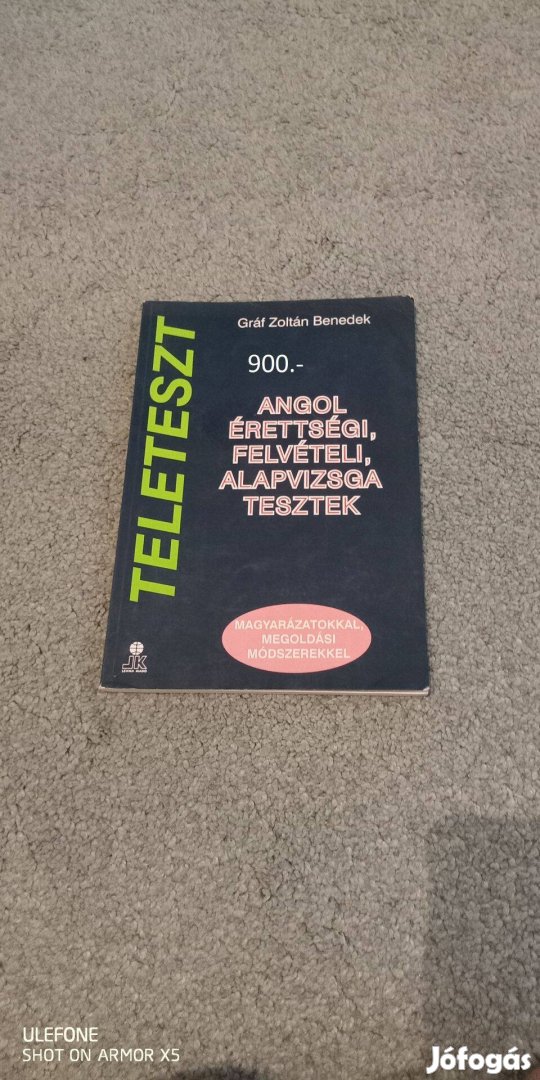 TELETESZT
Gráf Zoltán Benedek
900.-
ANGOL
ÉRETTSÉGI,
FELVÉTELI,
ALAPVIZSGA
TESZTEK
MAGYARÁZATOKKAL,
MEGOLDÁSI
MÓDSZEREKKEL
JK
ULEFONE
SHOT ON ARMOR X5
Jófogás